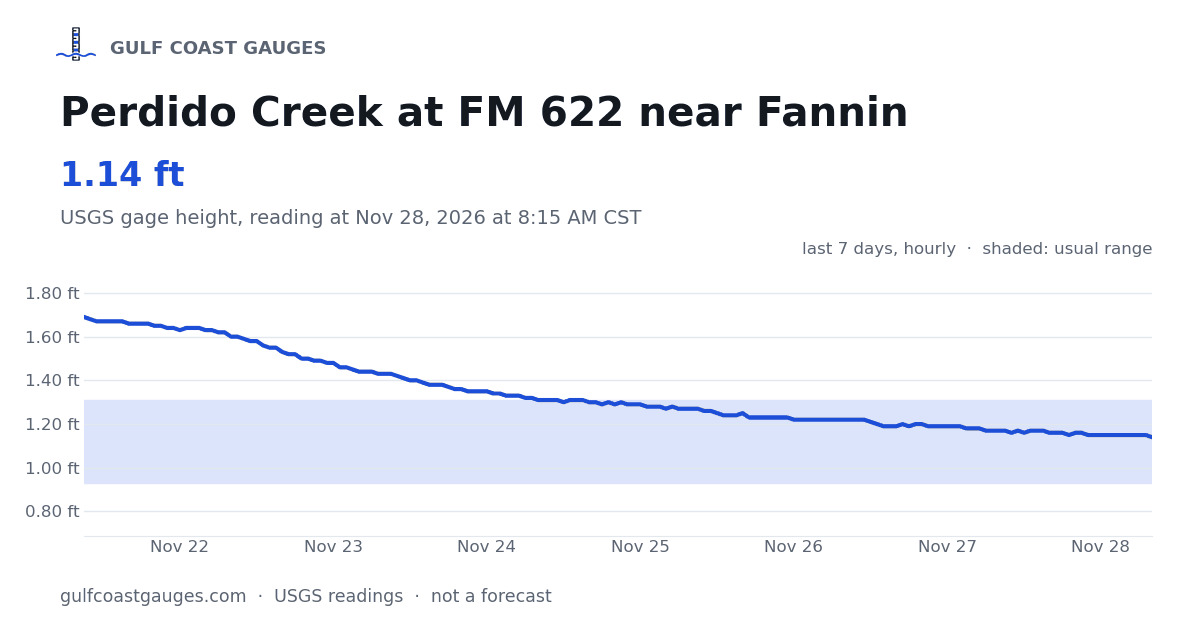 GULF COAST GAUGES
Perdido Creek at FM 622 near Fannin
1.14 ft
USGS gage height, reading at Nov 28, 2026 at 8:15 AM CST
last 7 days, hourly · shaded: usual range
1.80 ft
1.60 ft
1.40 ft
1.20 ft
1.00 ft
0.80 ft
Nov 22 Nov 23 Nov 24 Nov 25 Nov 26 Nov 27 Nov 28
gulfcoastgauges.com · USGS readings · not a forecast